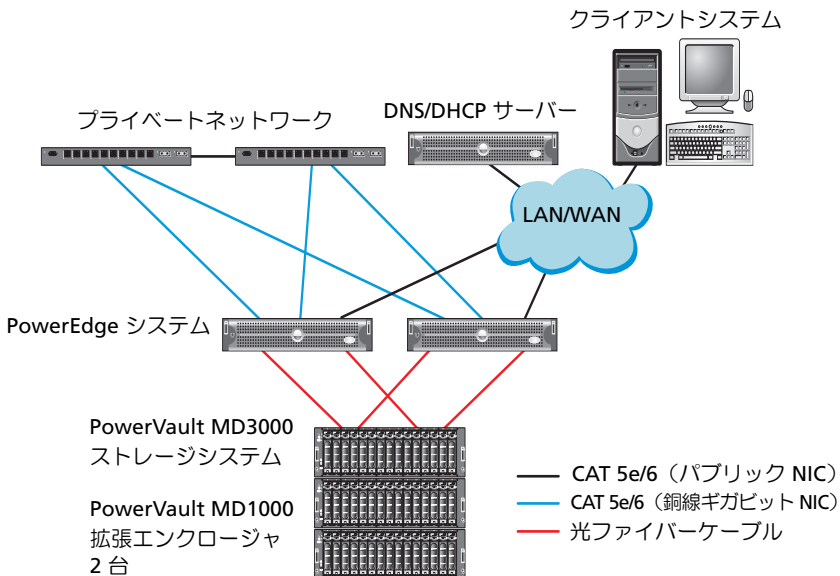 クライアントシステム
プライベートネットワーク
DNS/DHCP サーバー
LAN/WAN
PowerEdge システム
PowerVault MD3000
ストレージシステム
PowerVault MD1000
拡張エンクロージャ
2 台
CAT 5e/6（パブリック NIC）
CAT 5e/6（銅線ギガビット NIC）
光ファイバーケーブル